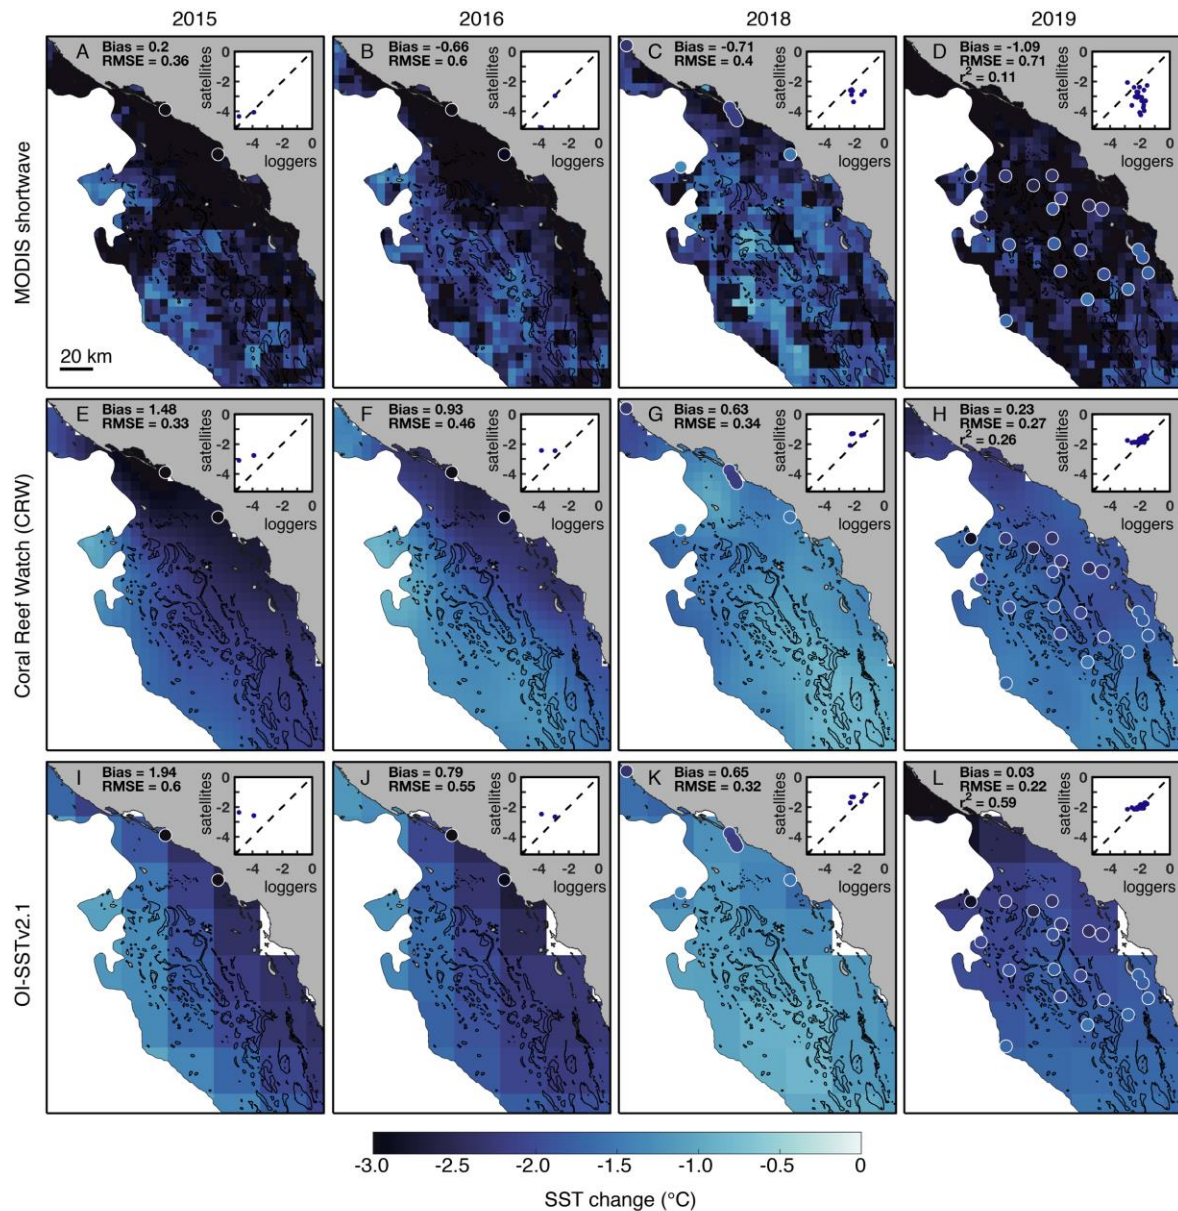 2015 2016 2018 2019
MODIS shortwave
A Bias = 0.2
RMSE = 0.36
satellites
0
-2
-4
-4 -2 0
loggers
20 km
B Bias = -0.66
RMSE = 0.6
satellites
0
-2
-4
-4 -2 0
loggers
C Bias = -0.71
RMSE = 0.4
satellites
0
-2
-4
-4 -2 0
loggers
D Bias = -1.09
RMSE = 0.71
r² = 0.11
satellites
0
-2
-4
-4 -2 0
loggers
Coral Reef Watch (CRW)
E Bias = 1.48
RMSE = 0.33
satellites
0
-2
-4
-4 -2 0
loggers
F Bias = 0.93
RMSE = 0.46
satellites
0
-2
-4
-4 -2 0
loggers
G Bias = 0.63
RMSE = 0.34
satellites
0
-2
-4
-4 -2 0
loggers
H Bias = 0.23
RMSE = 0.27
r² = 0.26
satellites
0
-2
-4
-4 -2 0
loggers
OI-SSTv2.1
I Bias = 1.94
RMSE = 0.6
satellites
0
-2
-4
-4 -2 0
loggers
J Bias = 0.79
RMSE = 0.55
satellites
0
-2
-4
-4 -2 0
loggers
K Bias = 0.65
RMSE = 0.32
satellites
0
-2
-4
-4 -2 0
loggers
L Bias = 0.03
RMSE = 0.22
r² = 0.59
satellites
0
-2
-4
-4 -2 0
loggers
-3.0 -2.5 -2.0 -1.5 -1.0 -0.5 0
SST change (°C)